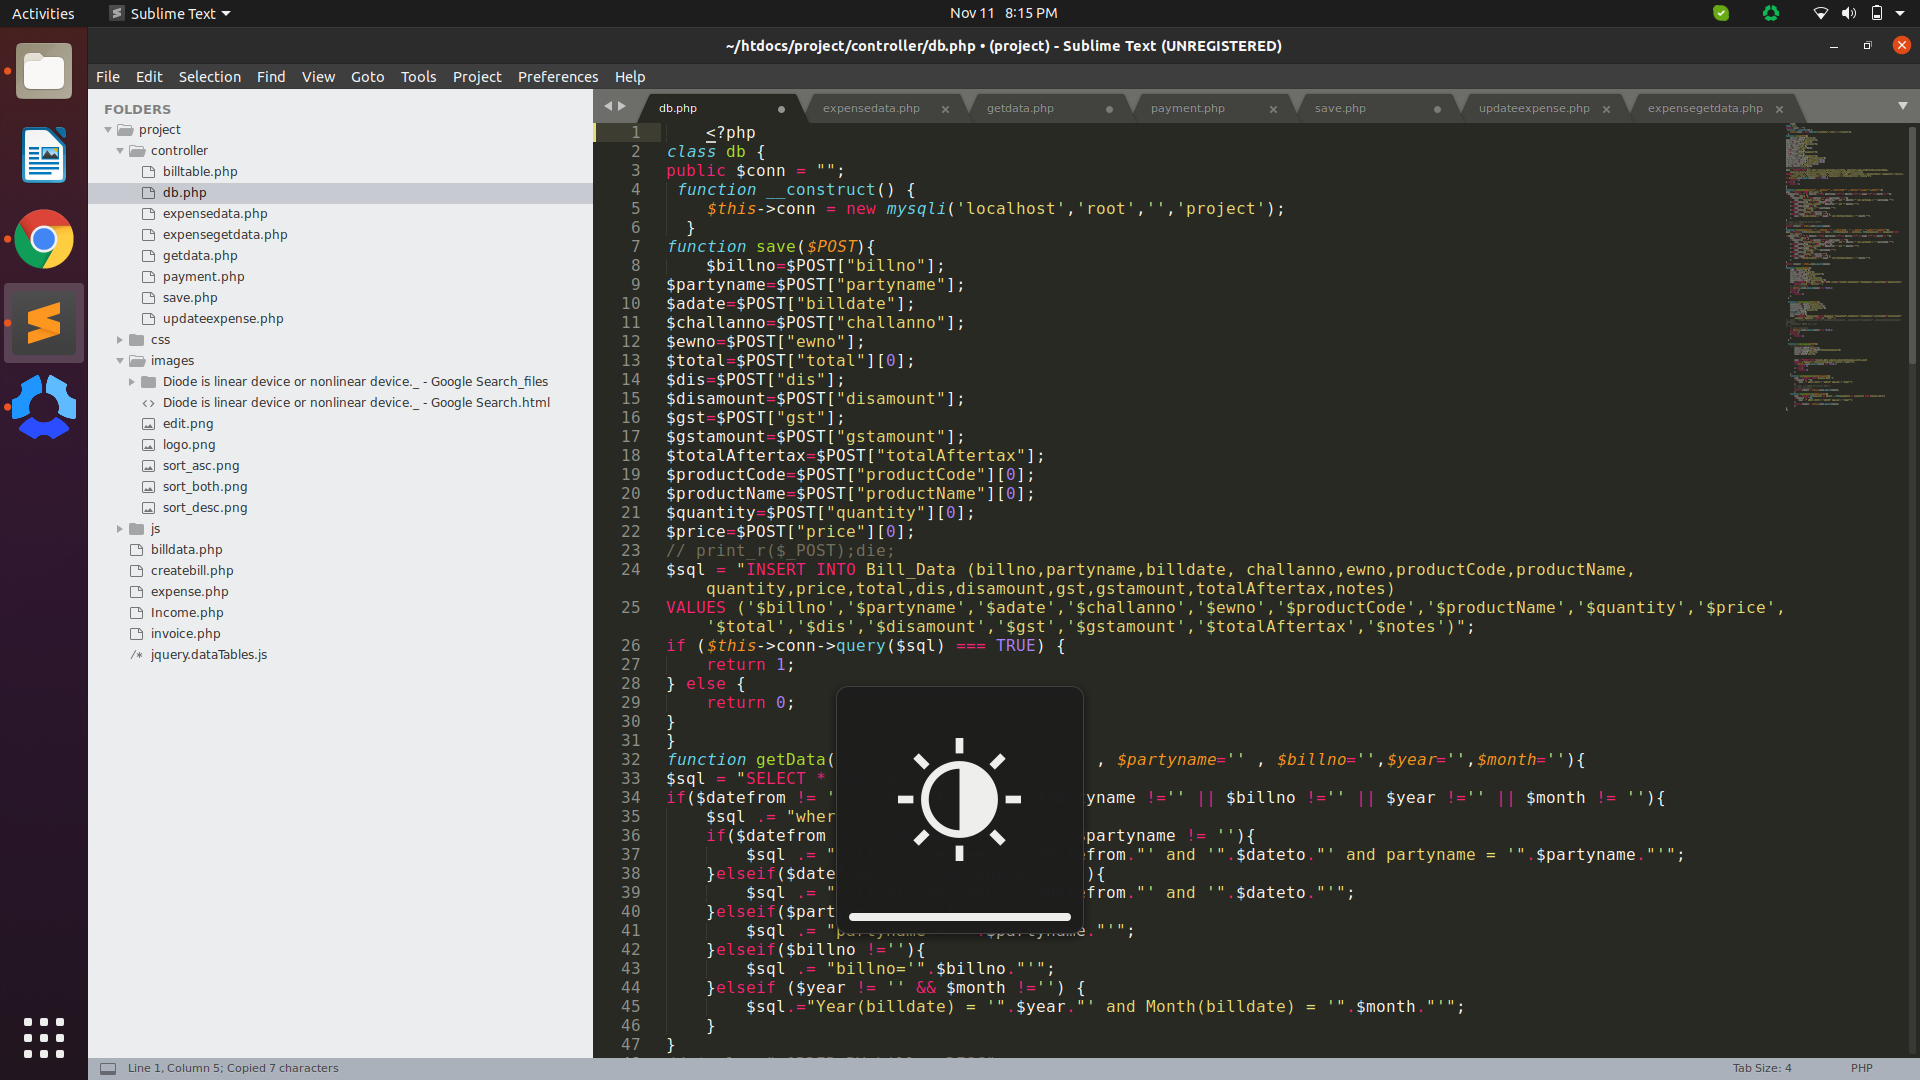 Activities
Sublime Text
Nov 11 8:15 PM
~/htdocs/project/controller/db.php • (project) - Sublime Text (UNREGISTERED)
File Edit Selection Find View Goto Tools Project Preferences Help
FOLDERS
project
controller
billtable.php
db.php
expensedata.php
expensegetdata.php
getdata.php
payment.php
save.php
updateexpense.php
css
images
Diode is linear device or nonlinear device._ - Google Search_files
Diode is linear device or nonlinear device._ - Google Search.html
edit.png
logo.png
sort_asc.png
sort_both.png
sort_desc.png
js
billdata.php
createbill.php
expense.php
Income.php
invoice.php
jquery.dataTables.js
db.php expensedata.php getdata.php payment.php save.php updateexpense.php expensegetdata.php
1 <?php
2 class db {
3 public $conn = "";
4 function __construct() {
5 $this->conn = new mysqli('localhost','root','','project');
6 }
7 function save($POST){
8 $billno=$POST["billno"];
9 $partyname=$POST["partyname"];
10 $adate=$POST["billdate"];
11 $challanno=$POST["challanno"];
12 $ewno=$POST["ewno"];
13 $total=$POST["total"][0];
14 $dis=$POST["dis"];
15 $disamount=$POST["disamount"];
16 $gst=$POST["gst"];
17 $gstamount=$POST["gstamount"];
18 $totalAftertax=$POST["totalAftertax"];
19 $productCode=$POST["productCode"][0];
20 $productName=$POST["productName"][0];
21 $quantity=$POST["quantity"][0];
22 $price=$POST["price"][0];
23 // print_r($_POST);die;
24 $sql = "INSERT INTO Bill_Data (billno,partyname,billdate, challanno,ewno,productCode,productName,
quantity,price,total,dis,disamount,gst,gstamount,totalAftertax,notes)
25 VALUES ('$billno','$partyname','$adate','$challanno','$ewno','$productCode','$productName','$quantity','$price',
'$total','$dis','$disamount','$gst','$gstamount','$totalAftertax','$notes')";
26 if ($this->conn->query($sql) === TRUE) {
27 return 1;
28 } else {
29 return 0;
30 }
31 }
32 function getData( , $partyname='' , $billno='',$year='',$month=''){
33 $sql = "SELECT *
34 if($datefrom != ' yname !='' || $billno !='' || $year !='' || $month != ''){
35 $sql .= "wher
36 if($datefrom partyname != ''){
37 $sql .= " from."' and '".$dateto."' and partyname = '".$partyname."'";
38 }elseif($date ){
39 $sql .= " from."' and '".$dateto."'";
40 }elseif($part
41 $sql .= "partyname .$partyname."'";
42 }elseif($billno !=''){
43 $sql .= "billno='".$billno."'";
44 }elseif ($year != '' && $month !='') {
45 $sql.="Year(billdate) = '".$year."' and Month(billdate) = '".$month."'";
46 }
47 }
Line 1, Column 5; Copied 7 characters
Tab Size: 4
PHP